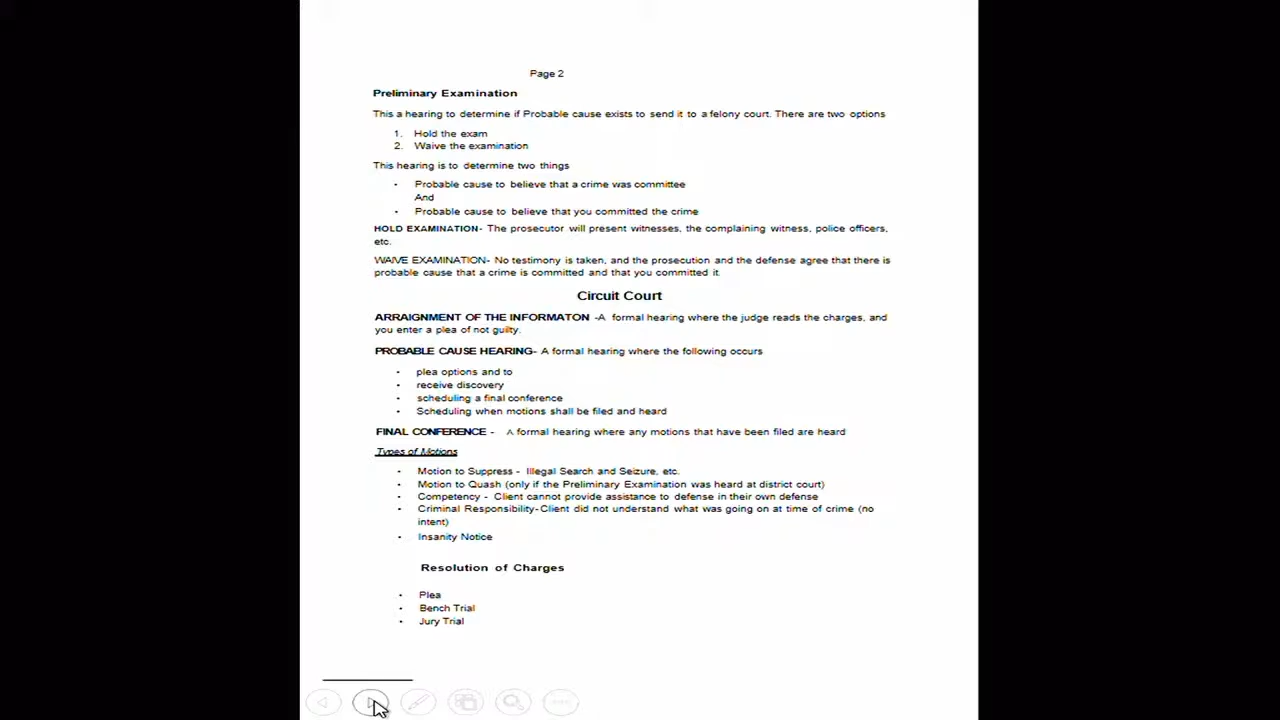 Page 2
Preliminary Examination
This a hearing to determine if Probable cause exists to send it to a felony court. There are two options
1. Hold the exam
2. Waive the examination
This hearing is to determine two things
• Probable cause to believe that a crime was committee
And
• Probable cause to believe that you committed the crime
HOLD EXAMINATION- The prosecutor will present witnesses, the complaining witness, police officers,
etc.
WAIVE EXAMINATION- No testimony is taken, and the prosecution and the defense agree that there is
probable cause that a crime is committed and that you committed it.
Circuit Court
ARRAIGNMENT OF THE INFORMATON -A formal hearing where the judge reads the charges, and
you enter a plea of not guilty.
PROBABLE CAUSE HEARING- A formal hearing where the following occurs
• plea options and to
• receive discovery
• scheduling a final conference
• Scheduling when motions shall be filed and heard
FINAL CONFERENCE - A formal hearing where any motions that have been filed are heard
Types of Motions
• Motion to Suppress - Illegal Search and Seizure, etc.
• Motion to Quash (only if the Preliminary Examination was heard at district court)
• Competency - Client cannot provide assistance to defense in their own defense
• Criminal Responsibility-Client did not understand what was going on at time of crime (no
intent)
• Insanity Notice
Resolution of Charges
• Plea
• Bench Trial
• Jury Trial